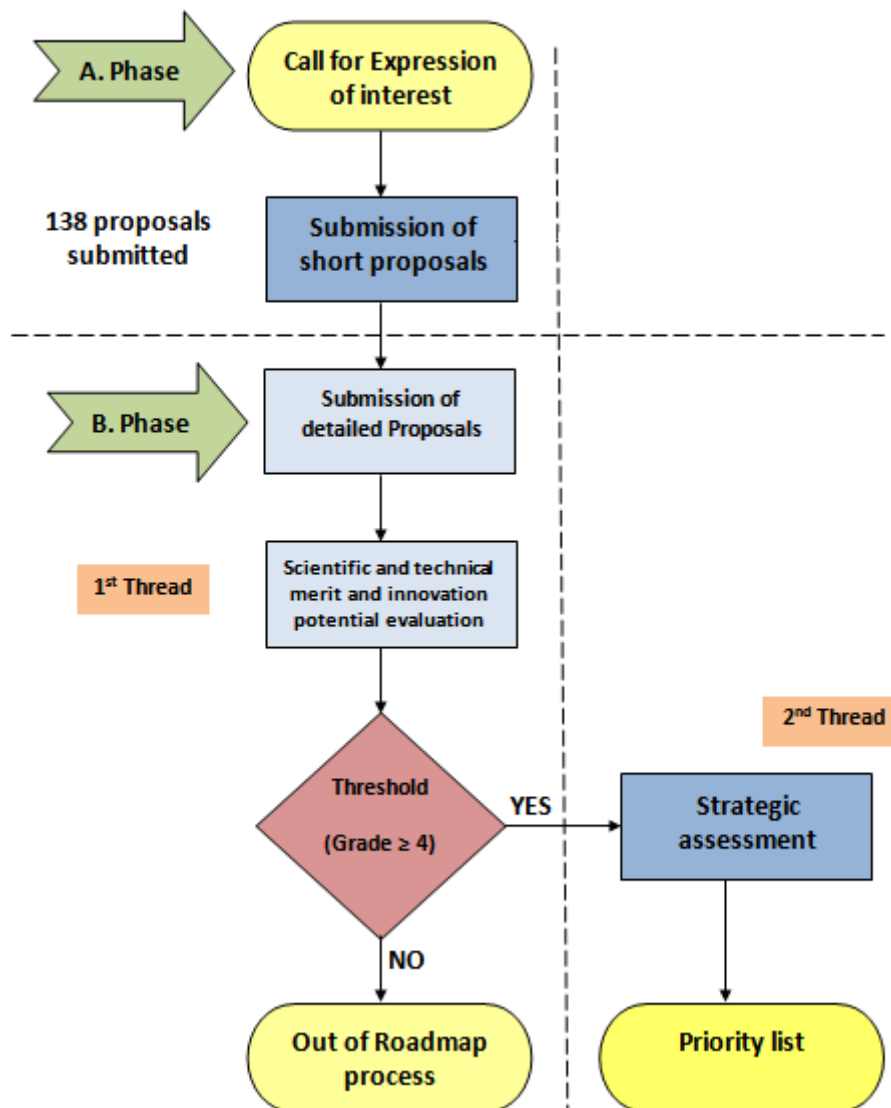 A. Phase
Call for Expression
of interest
138 proposals
submitted
Submission of
short proposals
B. Phase
Submission of
detailed Proposals
1st Thread
Scientific and technical
merit and innovation
potential evaluation
2nd Thread
Threshold
(Grade ≥ 4)
YES
Strategic
assessment
NO
Out of Roadmap
process
Priority list